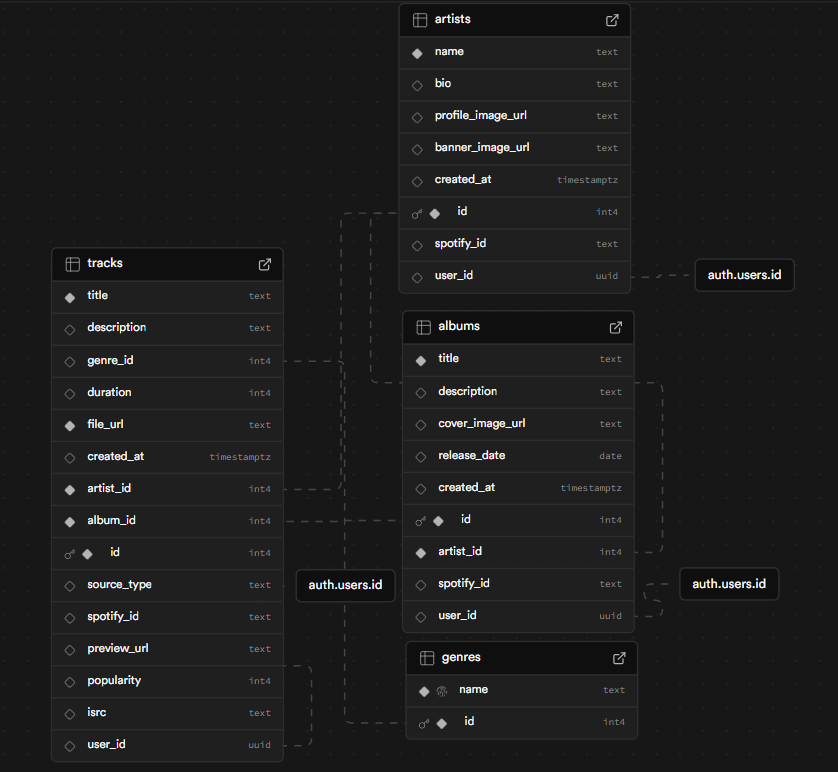 artists
name text
bio text
profile_image_url text
banner_image_url text
created_at timestamptz
id int4
spotify_id text
user_id uuid
auth.users.id
tracks
title text
description text
genre_id int4
duration int4
file_url text
created_at timestamptz
artist_id int4
album_id int4
id int4
source_type text
spotify_id text
preview_url text
popularity int4
isrc text
user_id uuid
auth.users.id
albums
title text
description text
cover_image_url text
release_date date
created_at timestamptz
id int4
artist_id int4
spotify_id text
user_id uuid
auth.users.id
genres
name text
id int4